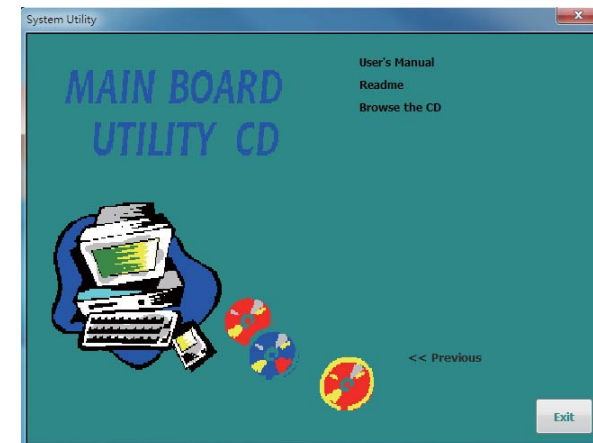 System Utility
MAIN BOARD
UTILITY CD
User's Manual
Readme
Browse the CD
<< Previous
Exit